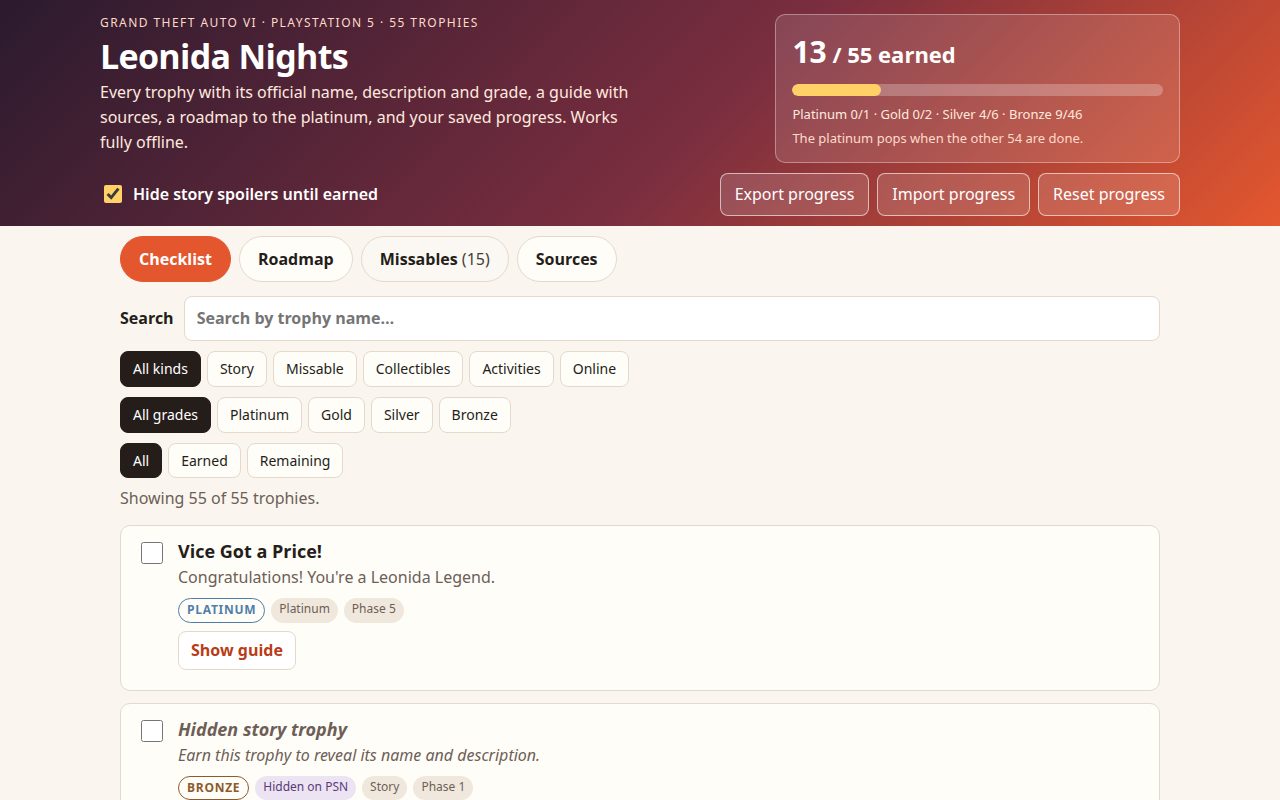 GRAND THEFT AUTO VI · PLAYSTATION 5 · 55 TROPHIES
Leonida Nights
Every trophy with its official name, description and grade, a guide with
sources, a roadmap to the platinum, and your saved progress. Works
fully offline.
13 / 55 earned
Platinum 0/1 · Gold 0/2 · Silver 4/6 · Bronze 9/46
The platinum pops when the other 54 are done.
Hide story spoilers until earned
Export progress
Import progress
Reset progress
Checklist
Roadmap
Missables (15)
Sources
Search
Search by trophy name...
All kinds
Story
Missable
Collectibles
Activities
Online
All grades
Platinum
Gold
Silver
Bronze
All
Earned
Remaining
Showing 55 of 55 trophies.
Vice Got a Price!
Congratulations! You're a Leonida Legend.
PLATINUM
Platinum
Phase 5
Show guide
Hidden story trophy
Earn this trophy to reveal its name and description.
BRONZE
Hidden on PSN
Story
Phase 1